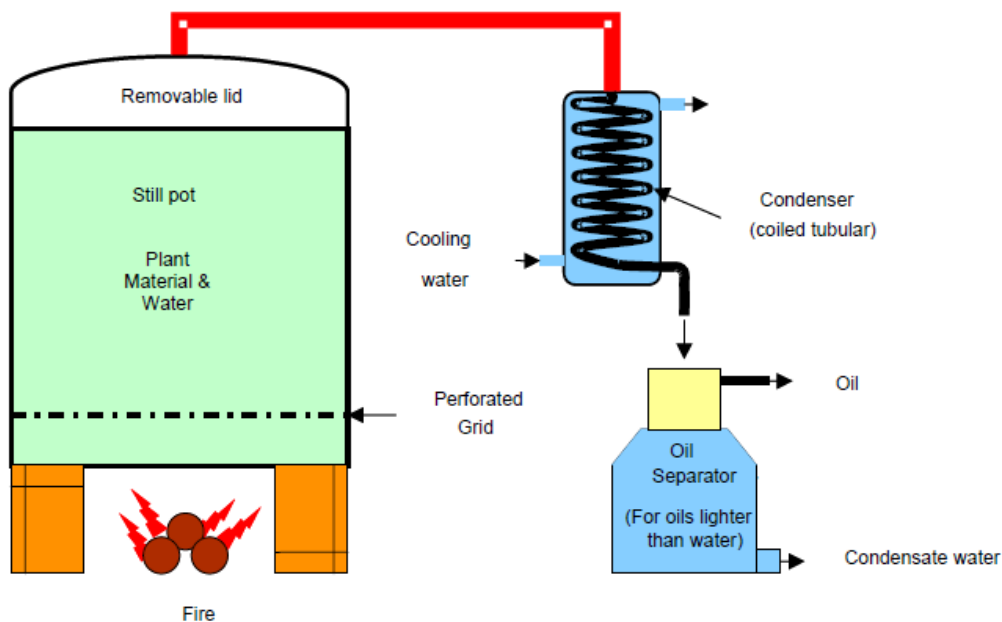 Removable lid
Still pot
Plant
Material &
Water
Perforated
Grid
Fire
Cooling
water
Condenser
(coiled tubular)
Oil
Oil
Separator
(For oils lighter
than water)
Condensate water